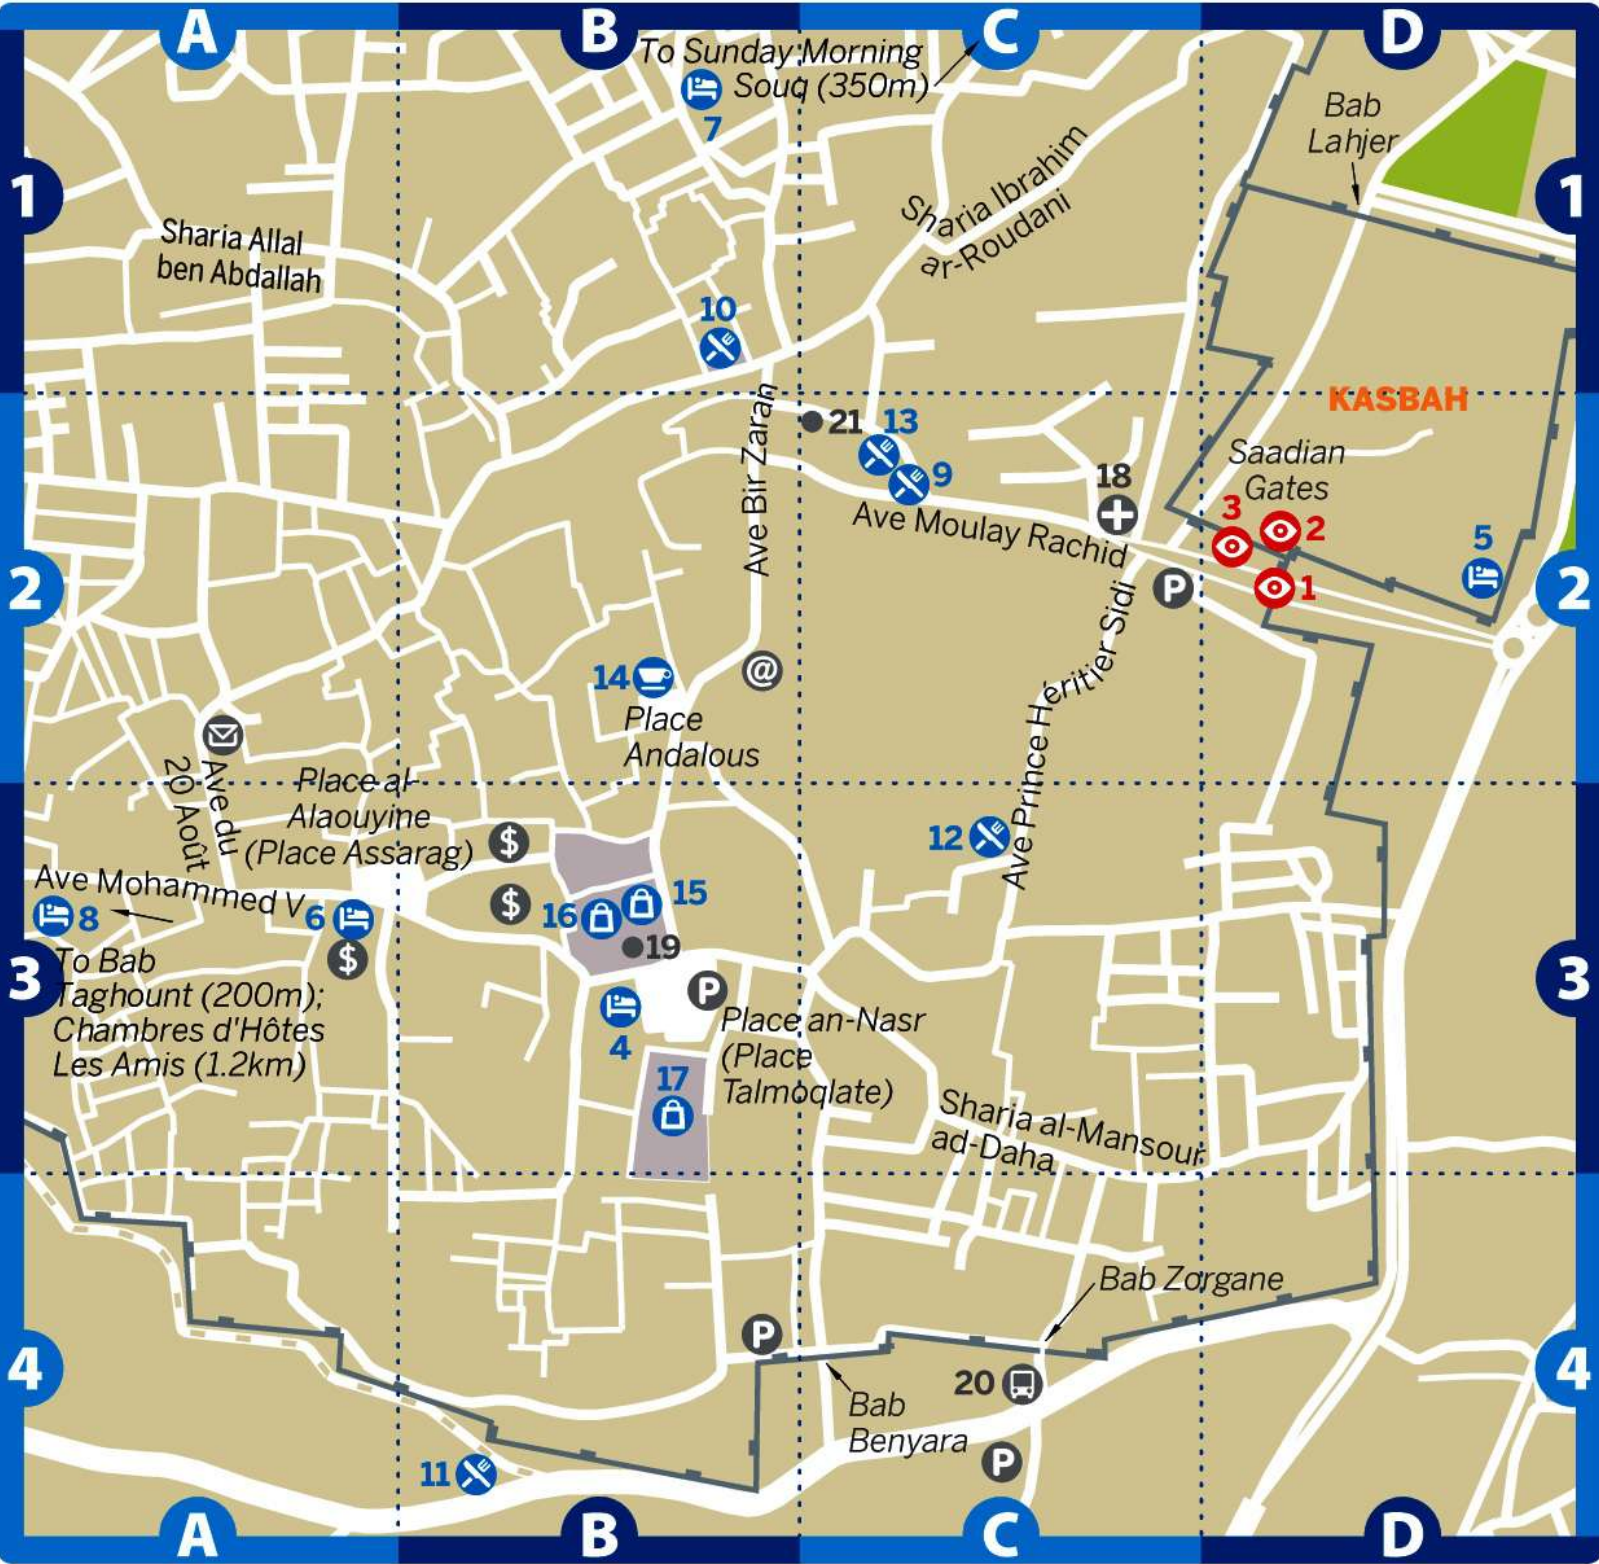 A
B
C
D
To Sunday Morning
Souq (350m)
7
Bab
Lahjer
1
1
Sharia Ibrahim
ar-Roudani
Sharia Allal
ben Abdallah
10
KASBAH
Ave Bir Zaran
21
13
9
Saadian
Gates
18
Ave Moulay Rachid
3
2
5
1
P
2
2
Ave Prince Héritier Sidi
14
@
Place
Andalous
Ave du
20 Août
Place al-
Alaouyine
(Place Assarag)
$
12
Ave Mohammed V
8
6
$
16
15
19
$
3
3
To Bab
Taghount (200m);
Chambres d'Hôtes
Les Amis (1.2km)
P
4
Place an-Nasr
(Place
Talmoqlate)
17
Sharia al-Mansour
ad-Daha
Bab Zorgane
P
4
4
20
Bab
Benyara
P
11
A
B
C
D